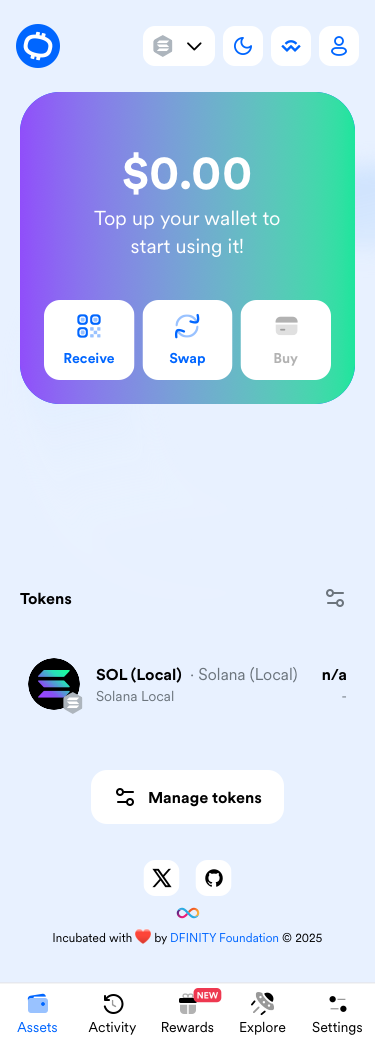 $0.00
Top up your wallet to
start using it!
Receive
Swap
Buy
Tokens
SOL (Local) · Solana (Local) n/a
Solana Local -
Manage tokens
Incubated with ❤️ by DFINITY Foundation © 2025
NEW
Assets
Activity
Rewards
Explore
Settings